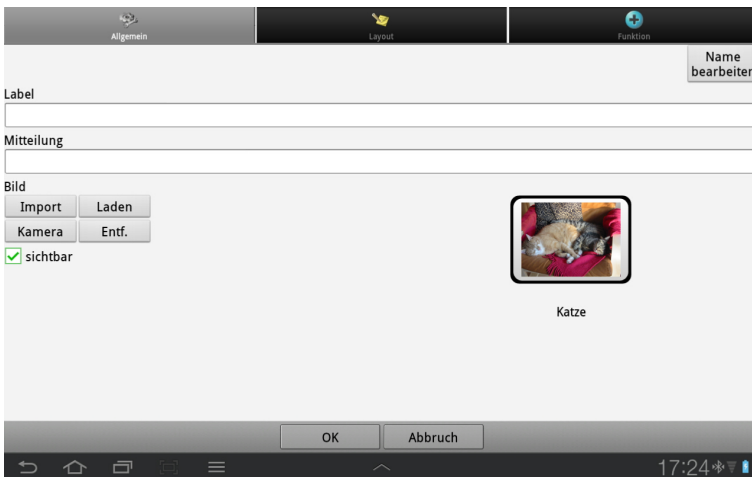 Allgemein
Layout
Funktion
Name
bearbeiten
Label
Mitteilung
Bild
Import
Laden
Kamera
Entf.
sichtbar
Katze
OK
Abbruch
17:24